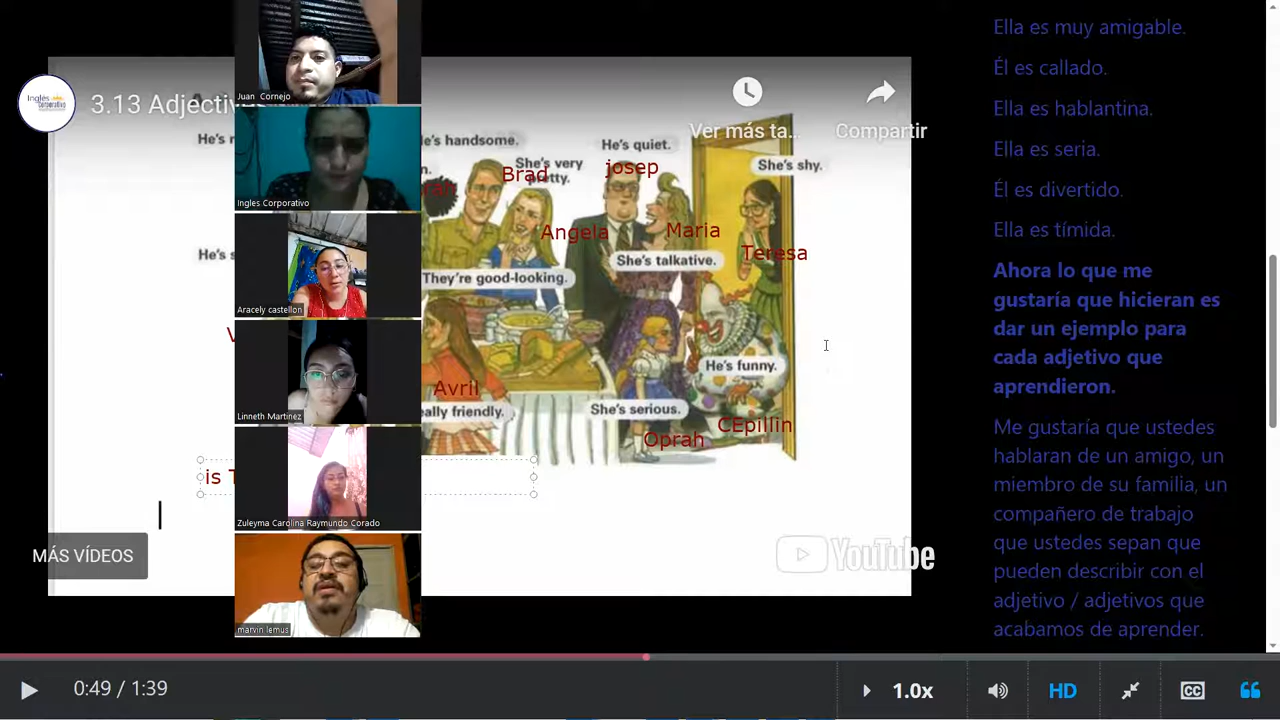 Inglés
corporativo
3.13 Adjectiv
Ver más ta...
Compartir
He's
He's handsome.
He's quiet.
She's very
pretty.
She's shy.
Brad
josep
Angela
Maria
Teresa
They're good-looking.
She's talkative.
He's
Avril
He's funny.
eally friendly.
She's serious.
CEpillin
Oprah
is T
MÁS VÍDEOS
YouTube
Juan Cornejo
Ingles Corporativo
Aracely castellon
Linneth Martinez
Zuleyma Carolina Raymundo Corado
marvin lemus
Ella es muy amigable.
Él es callado.
Ella es hablantina.
Ella es seria.
Él es divertido.
Ella es tímida.
Ahora lo que me
gustaría que hicieran es
dar un ejemplo para
cada adjetivo que
aprendieron.
Me gustaría que ustedes
hablaran de un amigo, un
miembro de su familia, un
compañero de trabajo
que ustedes sepan que
pueden describir con el
adjetivo / adjetivos que
acabamos de aprender.
0:49 / 1:39
1.0x
HD
CC